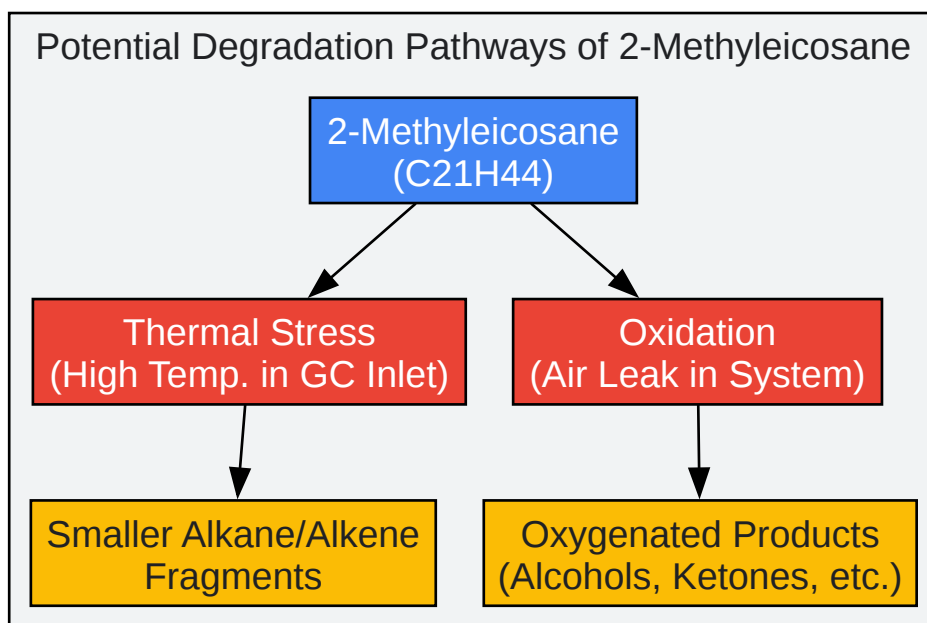 Potential Degradation Pathways of 2-Methyleicosane
2-Methyleicosane
(C21H44)
Thermal Stress
(High Temp. in GC Inlet)
Oxidation
(Air Leak in System)
Smaller Alkane/Alkene
Fragments
Oxygenated Products
(Alcohols, Ketones, etc.)